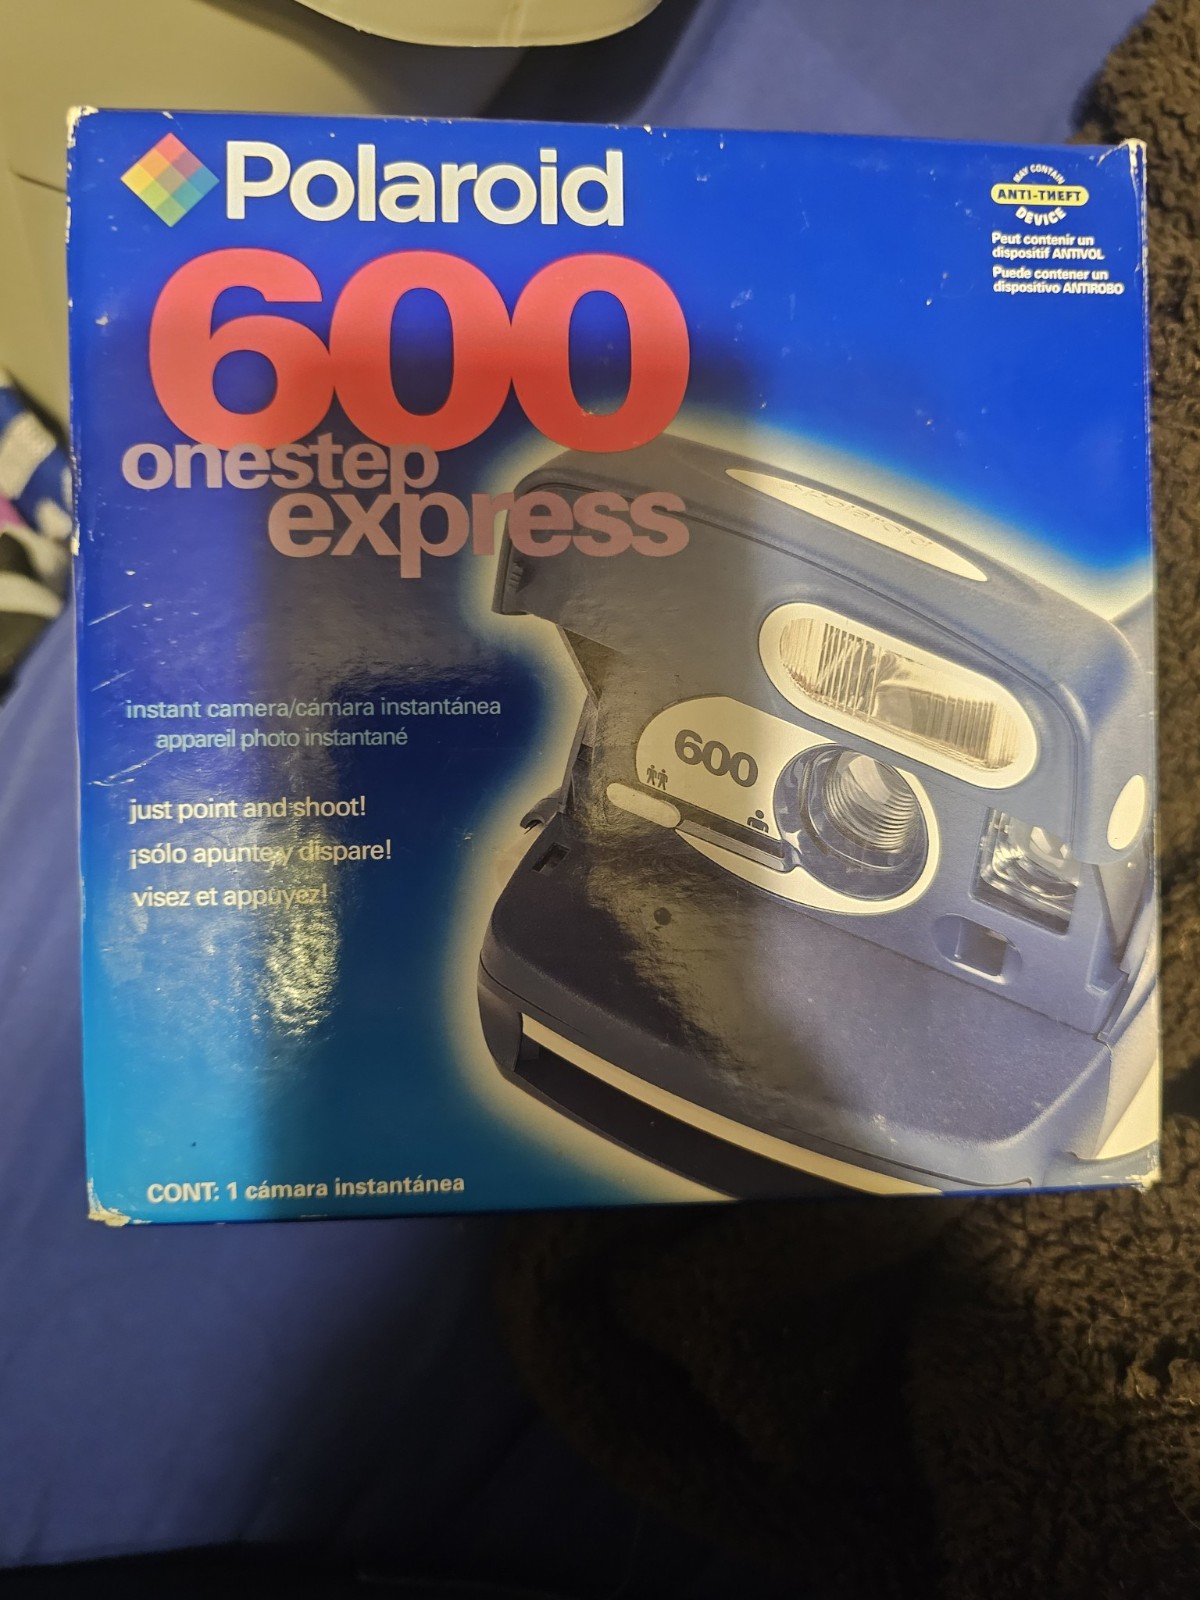 Polaroid
600
onestep
express
MAY CONTAIN
ANTI-THEFT
DEVICE
Peut contenir un
dispositif ANTIVOL
Puede contener un
dispositivo ANTIROBO
Polaroid
600
instant camera/cámara instantánea
appareil photo instantané
just point and shoot!
¡sólo apunte y dispare!
visez et appuyez!
CONT: 1 cámara instantánea